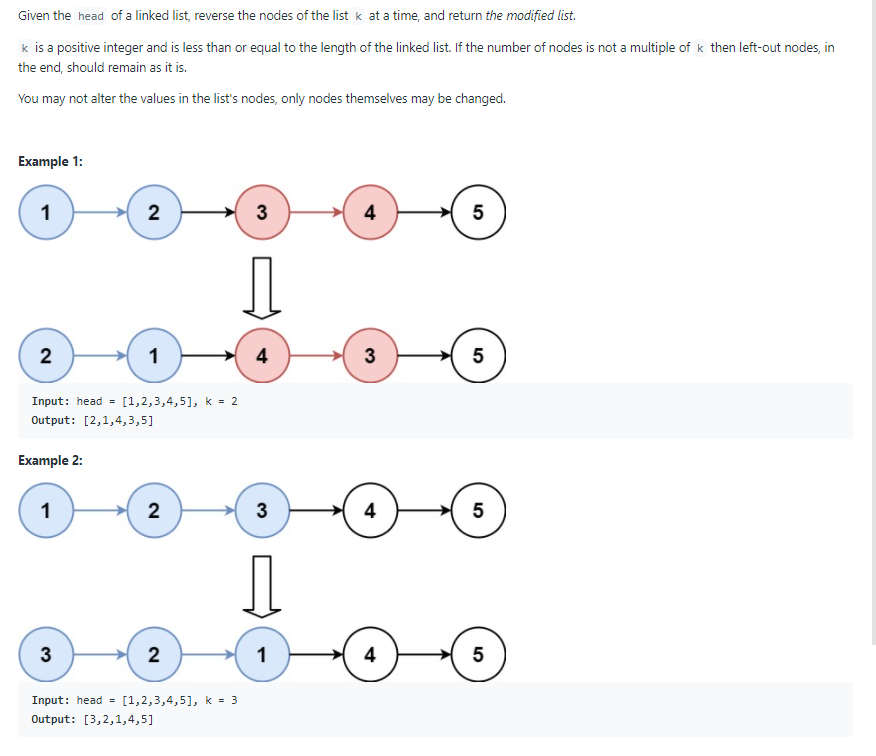 Given the head of a linked list, reverse the nodes of the list k at a time, and return the modified list.
k is a positive integer and is less than or equal to the length of the linked list. If the number of nodes is not a multiple of k then left-out nodes, in
the end, should remain as it is.
You may not alter the values in the list's nodes, only nodes themselves may be changed.
Example 1:
1 2 3 4 5
2 1 4 3 5
Input: head = [1,2,3,4,5], k = 2
Output: [2,1,4,3,5]
Example 2:
1 2 3 4 5
3 2 1 4 5
Input: head = [1,2,3,4,5], k = 3
Output: [3,2,1,4,5]